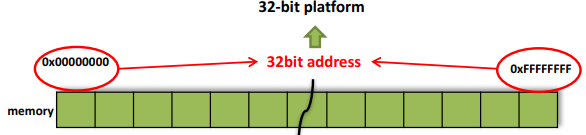 32-bit platform
0x00000000
32bit address
0xFFFFFFFF
memory